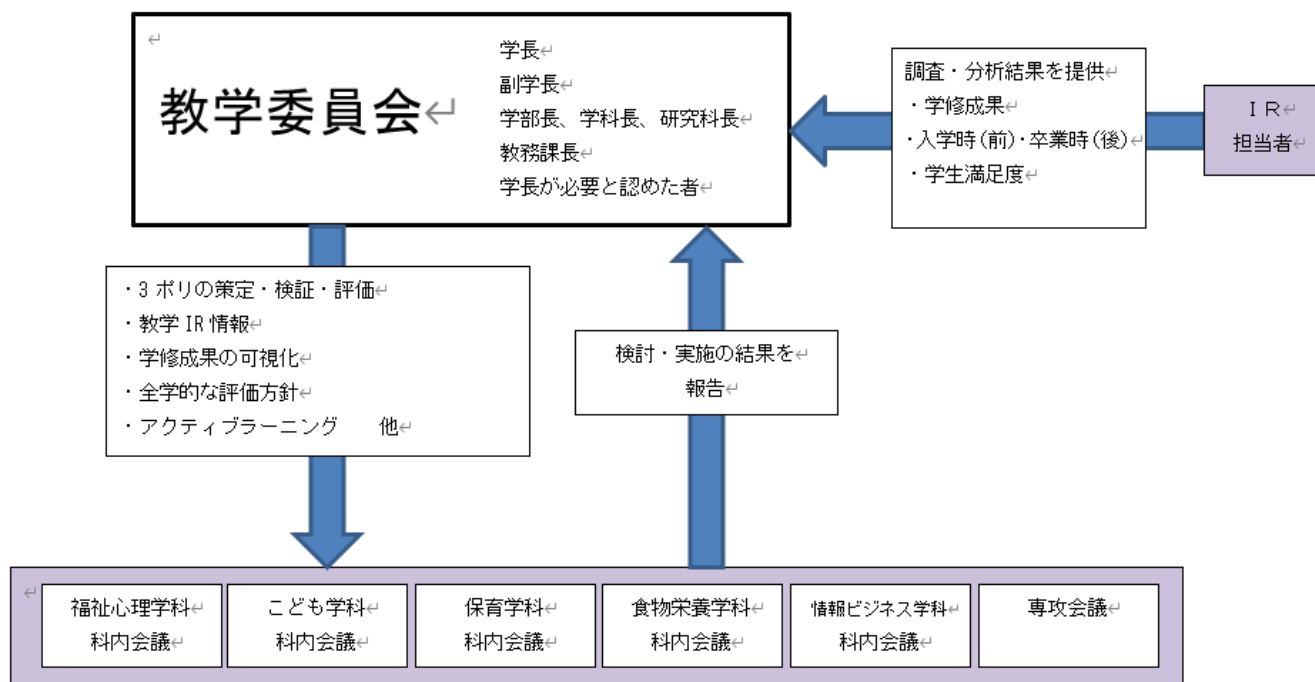 教学委員会
学長
副学長
学部長、学科長、研究科長
教務課長
学長が必要と認めた者
調査・分析結果を提供
・学修成果
・入学時(前)・卒業時(後)
・学生満足度
ＩＲ
担当者
・3ポリの策定・検証・評価
・教学IR情報
・学修成果の可視化
・全学的な評価方針
・アクティブラーニング　　他
検討・実施の結果を
報告
福祉心理学科
科内会議
こども学科
科内会議
保育学科
科内会議
食物栄養学科
科内会議
情報ビジネス学科
科内会議
専攻会議